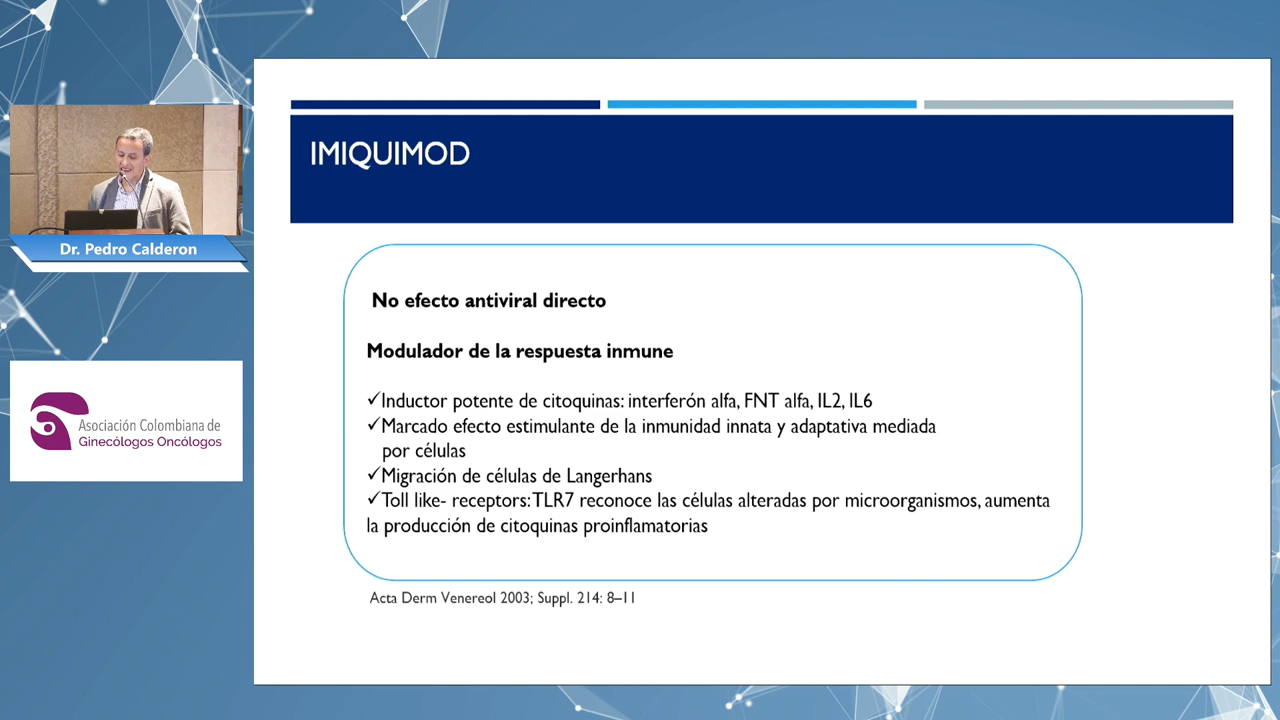 IMIQUIMOD
Dr. Pedro Calderon
No efecto antiviral directo
Modulador de la respuesta inmune
✓Inductor potente de citoquinas: interferón alfa, FNT alfa, IL2, IL6
✓Marcado efecto estimulante de la inmunidad innata y adaptativa mediada
por células
✓Migración de células de Langerhans
✓Toll like- receptors: TLR7 reconoce las células alteradas por microorganismos, aumenta
la producción de citoquinas proinflamatorias
Acta Derm Venereol 2003; Suppl. 214: 8–11
Asociación Colombiana de
Ginecólogos Oncólogos